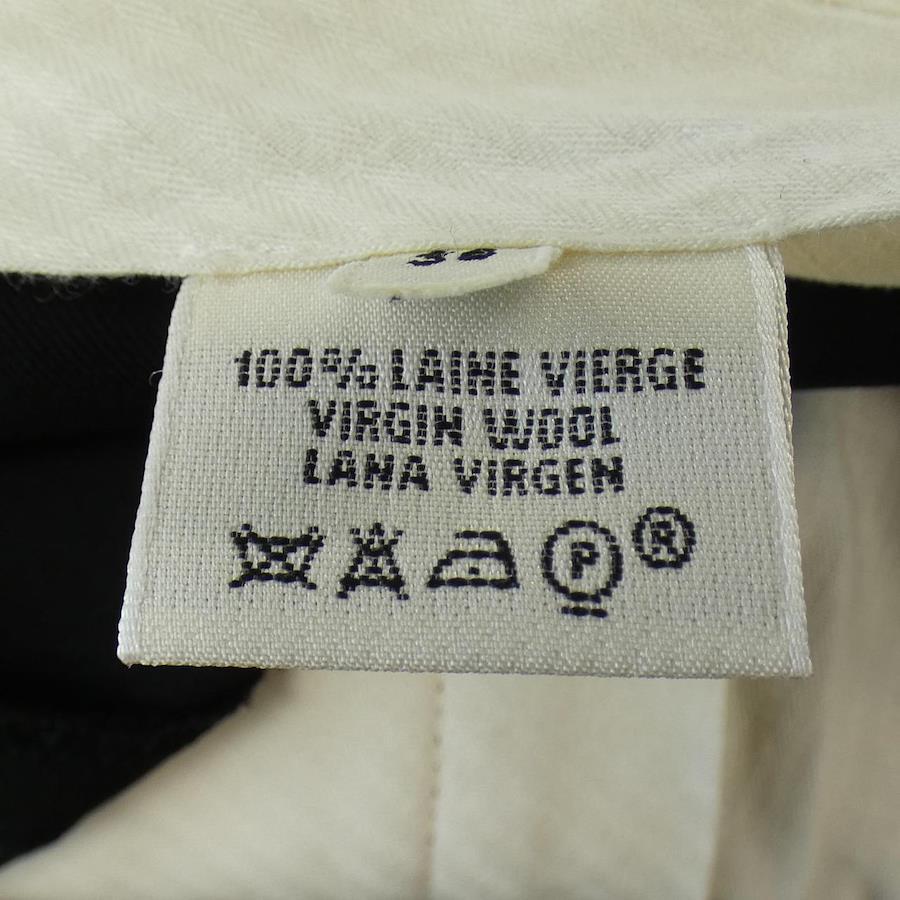 100% LAINE VIERGE
VIRGIN WOOL
LANA VIRGEN
P ®